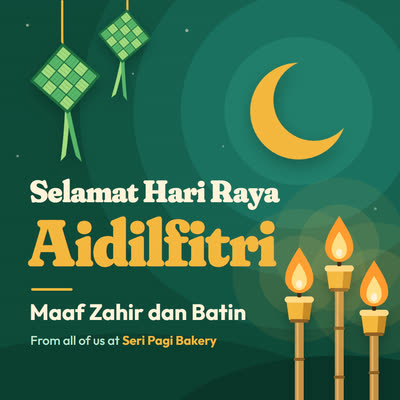 Selamat Hari Raya
Aidilfitri
Maaf Zahir dan Batin
From all of us at Seri Pagi Bakery